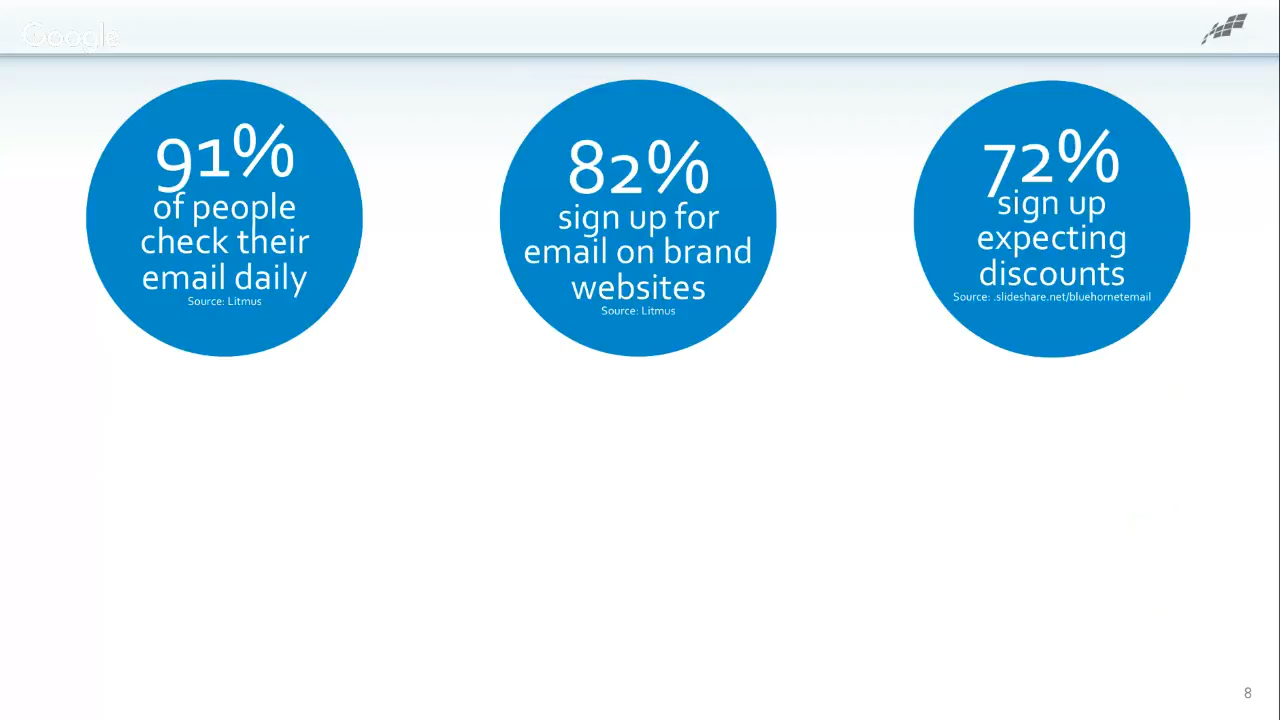 Google
91%
of people
check their
email daily
Source: Litmus
82%
sign up for
email on brand
websites
Source: Litmus
72%
sign up
expecting
discounts
Source: .slideshare.net/bluehornetemail
8